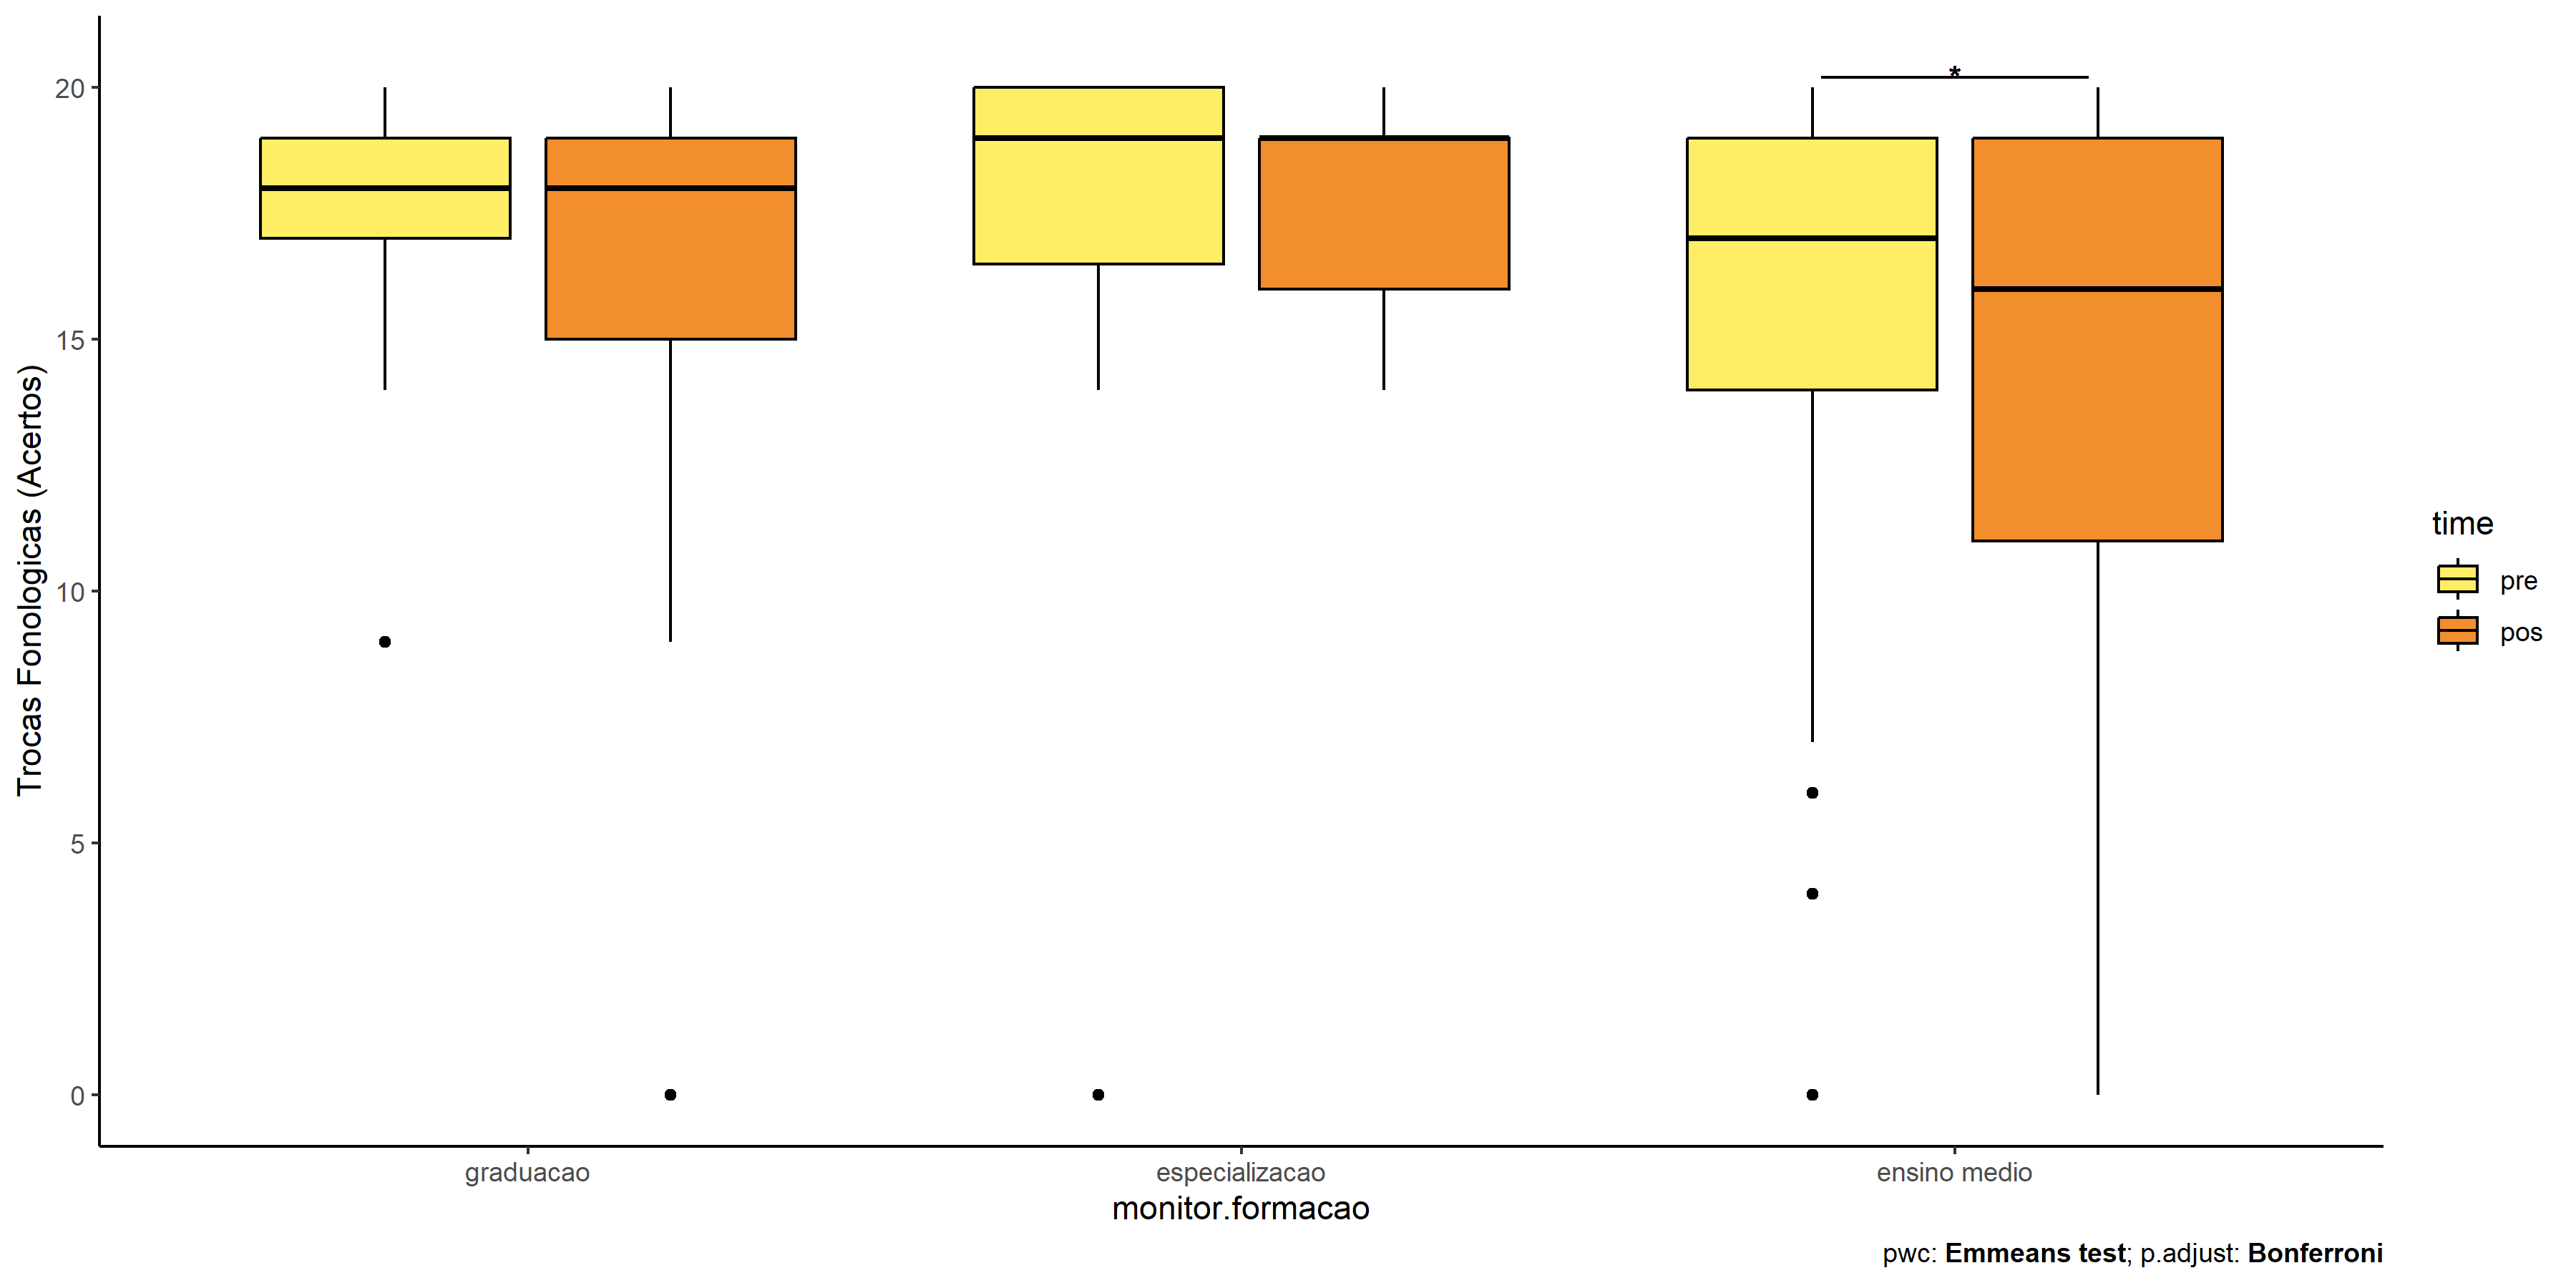 Trocas Fonologicas (Acertos)
20
15
10
5
0
*
graduacao
especializacao
ensino medio
monitor.formacao
time
pre
pos
pwc: Emmeans test; p.adjust: Bonferroni